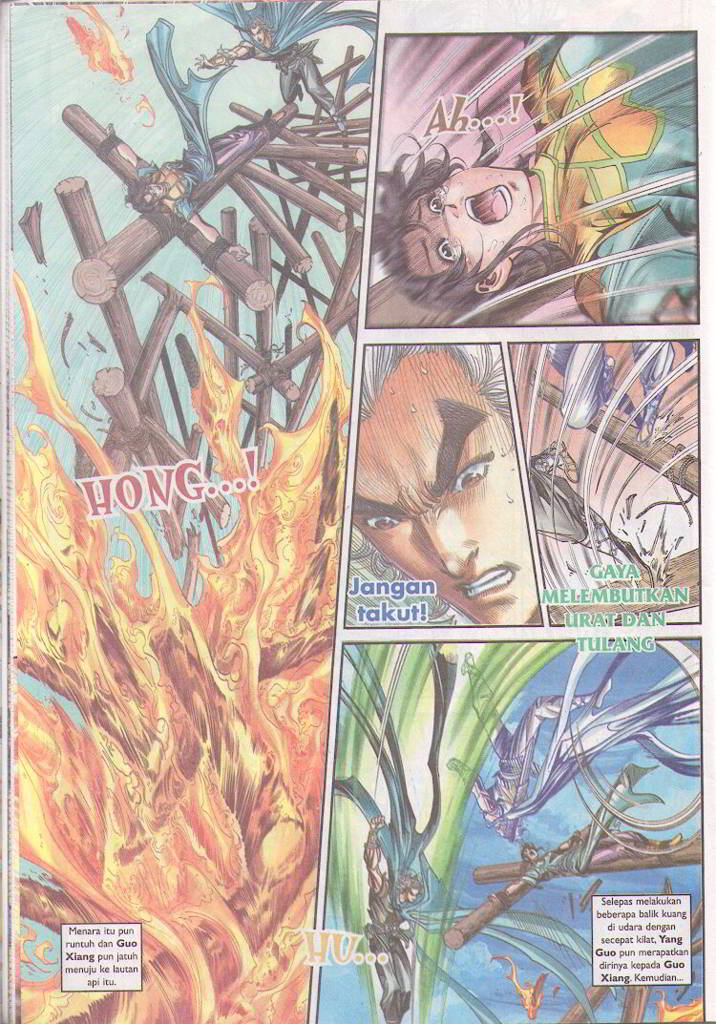 HONG...!
Menara itu pun
runtuh dan Guo
Xiang pun jatuh
menuju ke lautan
api itu.
Ah...!
Jangan
takut!
GAYA
MELEMBUTKAN
URAT DAN
TULANG
HU...
Selepas melakukan
beberapa balik kuang
di udara dengan
secepat kilat, Yang
Guo pun merapatkan
dirinya kepada Guo
Xiang. Kemudian...